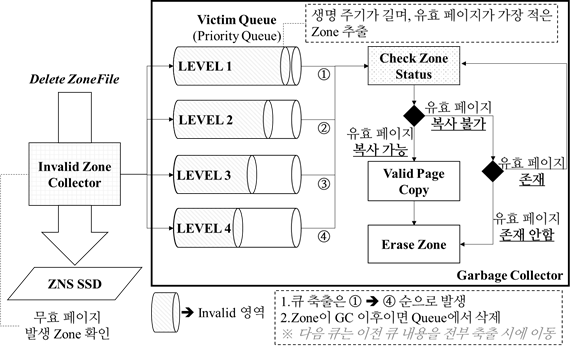 Victim Queue
(Priority Queue)
생명 주기가 길며, 유효 페이지가 가장 적은
Zone 추출
Delete ZoneFile
LEVEL 1
①
Check Zone
Status
LEVEL 2
②
유효 페이지
복사 불가
유효 페이지
복사 가능
Invalid Zone
Collector
LEVEL 3
③
Valid Page
Copy
유효 페이지
존재
LEVEL 4
④
Erase Zone
유효 페이지
존재 안함
Garbage Collector
ZNS SSD
무효 페이지
발생 Zone 확인
➔ Invalid 영역
1.큐 축출은 ① ➔ ④ 순으로 발생
2.Zone이 GC 이후이면 Queue에서 삭제
※ 다음 큐는 이전 큐 내용을 전부 축출 시에 이동